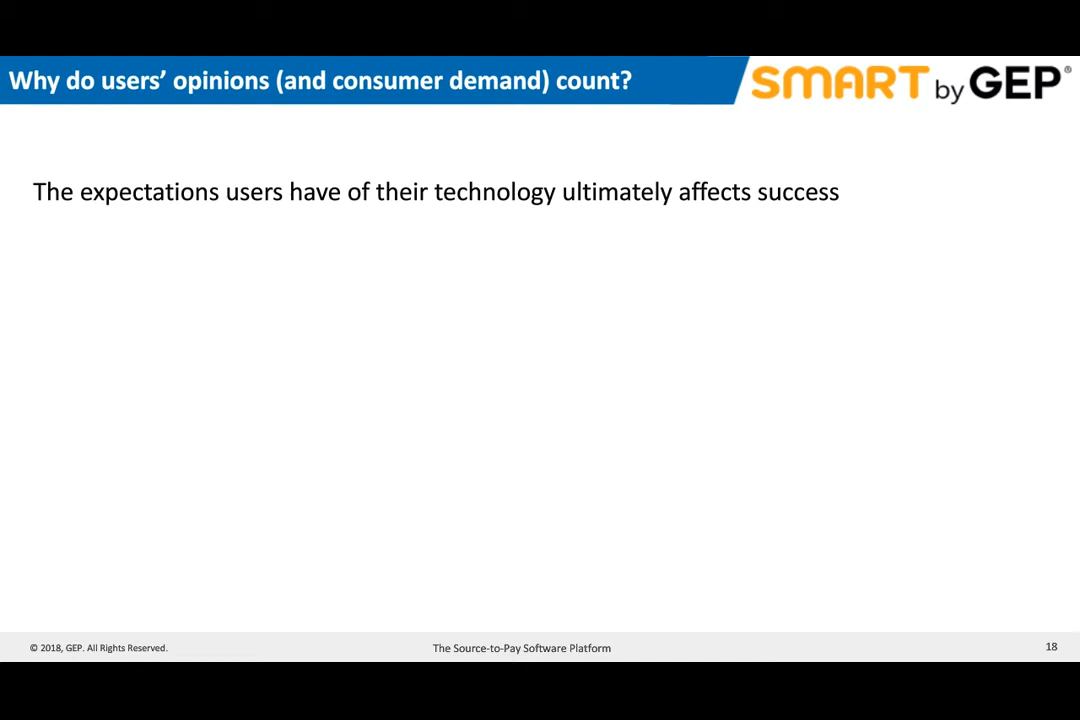 Why do users’ opinions (and consumer demand) count?
SMART by GEP®
The expectations users have of their technology ultimately affects success
© 2018, GEP. All Rights Reserved.
The Source-to-Pay Software Platform
18